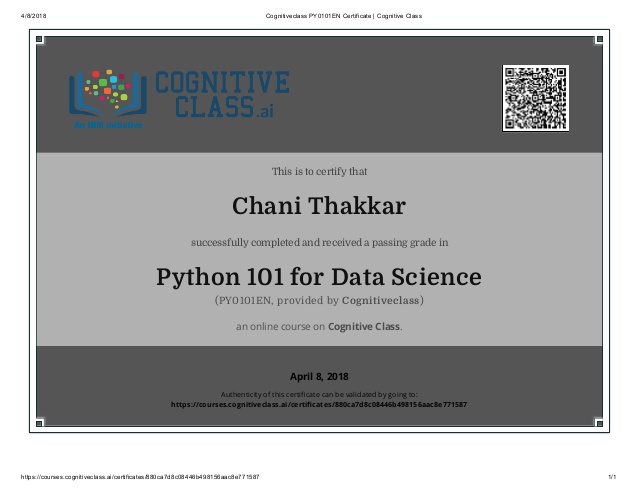 4/8/2018 Cognitiveclass PY0101EN Certificate | Cognitive Class
COGNITIVE
CLASS.ai
An IBM Initiative
This is to certify that
Chani Thakkar
successfully completed and received a passing grade in
Python 101 for Data Science
(PY0101EN, provided by Cognitiveclass)
an online course on Cognitive Class.
April 8, 2018
Authenticity of this certificate can be validated by going to:
https://courses.cognitiveclass.ai/certificates/880ca7d8c08446b498156aac8e771587
https://courses.cognitiveclass.ai/certificates/880ca7d8c08446b498156aac8e771587 1/1